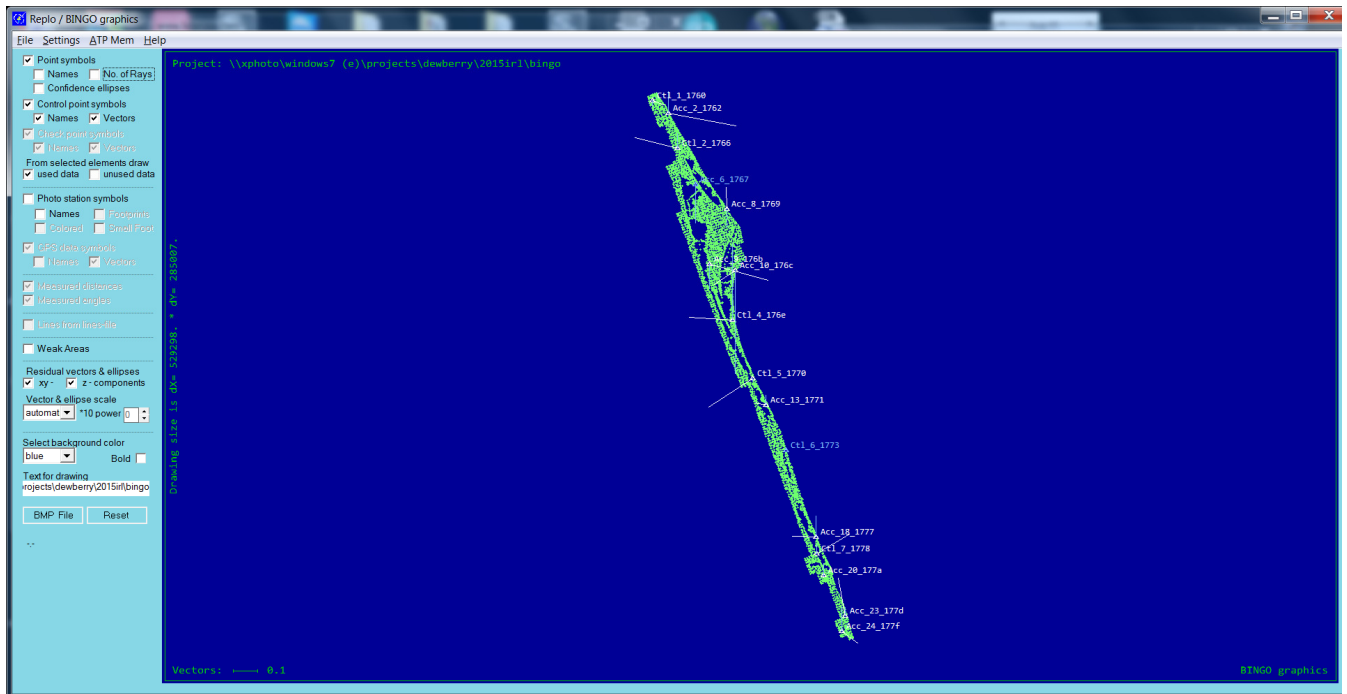 Replo / BINGO graphics
File Settings ATP Mem Help
Point symbols
Names No. of Rays
Confidence ellipses
Control point symbols
Names Vectors
Check point symbols
Names Vectors
From selected elements draw
used data unused data
Photo station symbols
Names Footprints
Colored Small Foot
GPS data symbols
Names Vectors
Measured distances
Measured angles
Lines from lines-file
Weak Areas
Residual vectors & ellipses
xy - z - components
Vector & ellipse scale
automat *10 power 0
Select background color
blue Bold
Text for drawing
rojects\dewberry\2015irl\bingo
BMP File Reset
-.-
Project: \\xphoto\windows7 (e)\projects\dewberry\2015irl\bingo
Drawing size is dX= 529298. * dY= 285007.
Ctl_1_1760
Acc_2_1762
Ctl_2_1766
Acc_6_1767
Acc_8_1769
176b
Acc_10_176c
Ctl_4_176e
Ctl_5_1770
Acc_13_1771
Ctl_6_1773
Acc_18_1777
Ctl_7_1778
Acc_20_177a
Acc_23_177d
Acc_24_177f
Vectors: 0.1
BINGO graphics